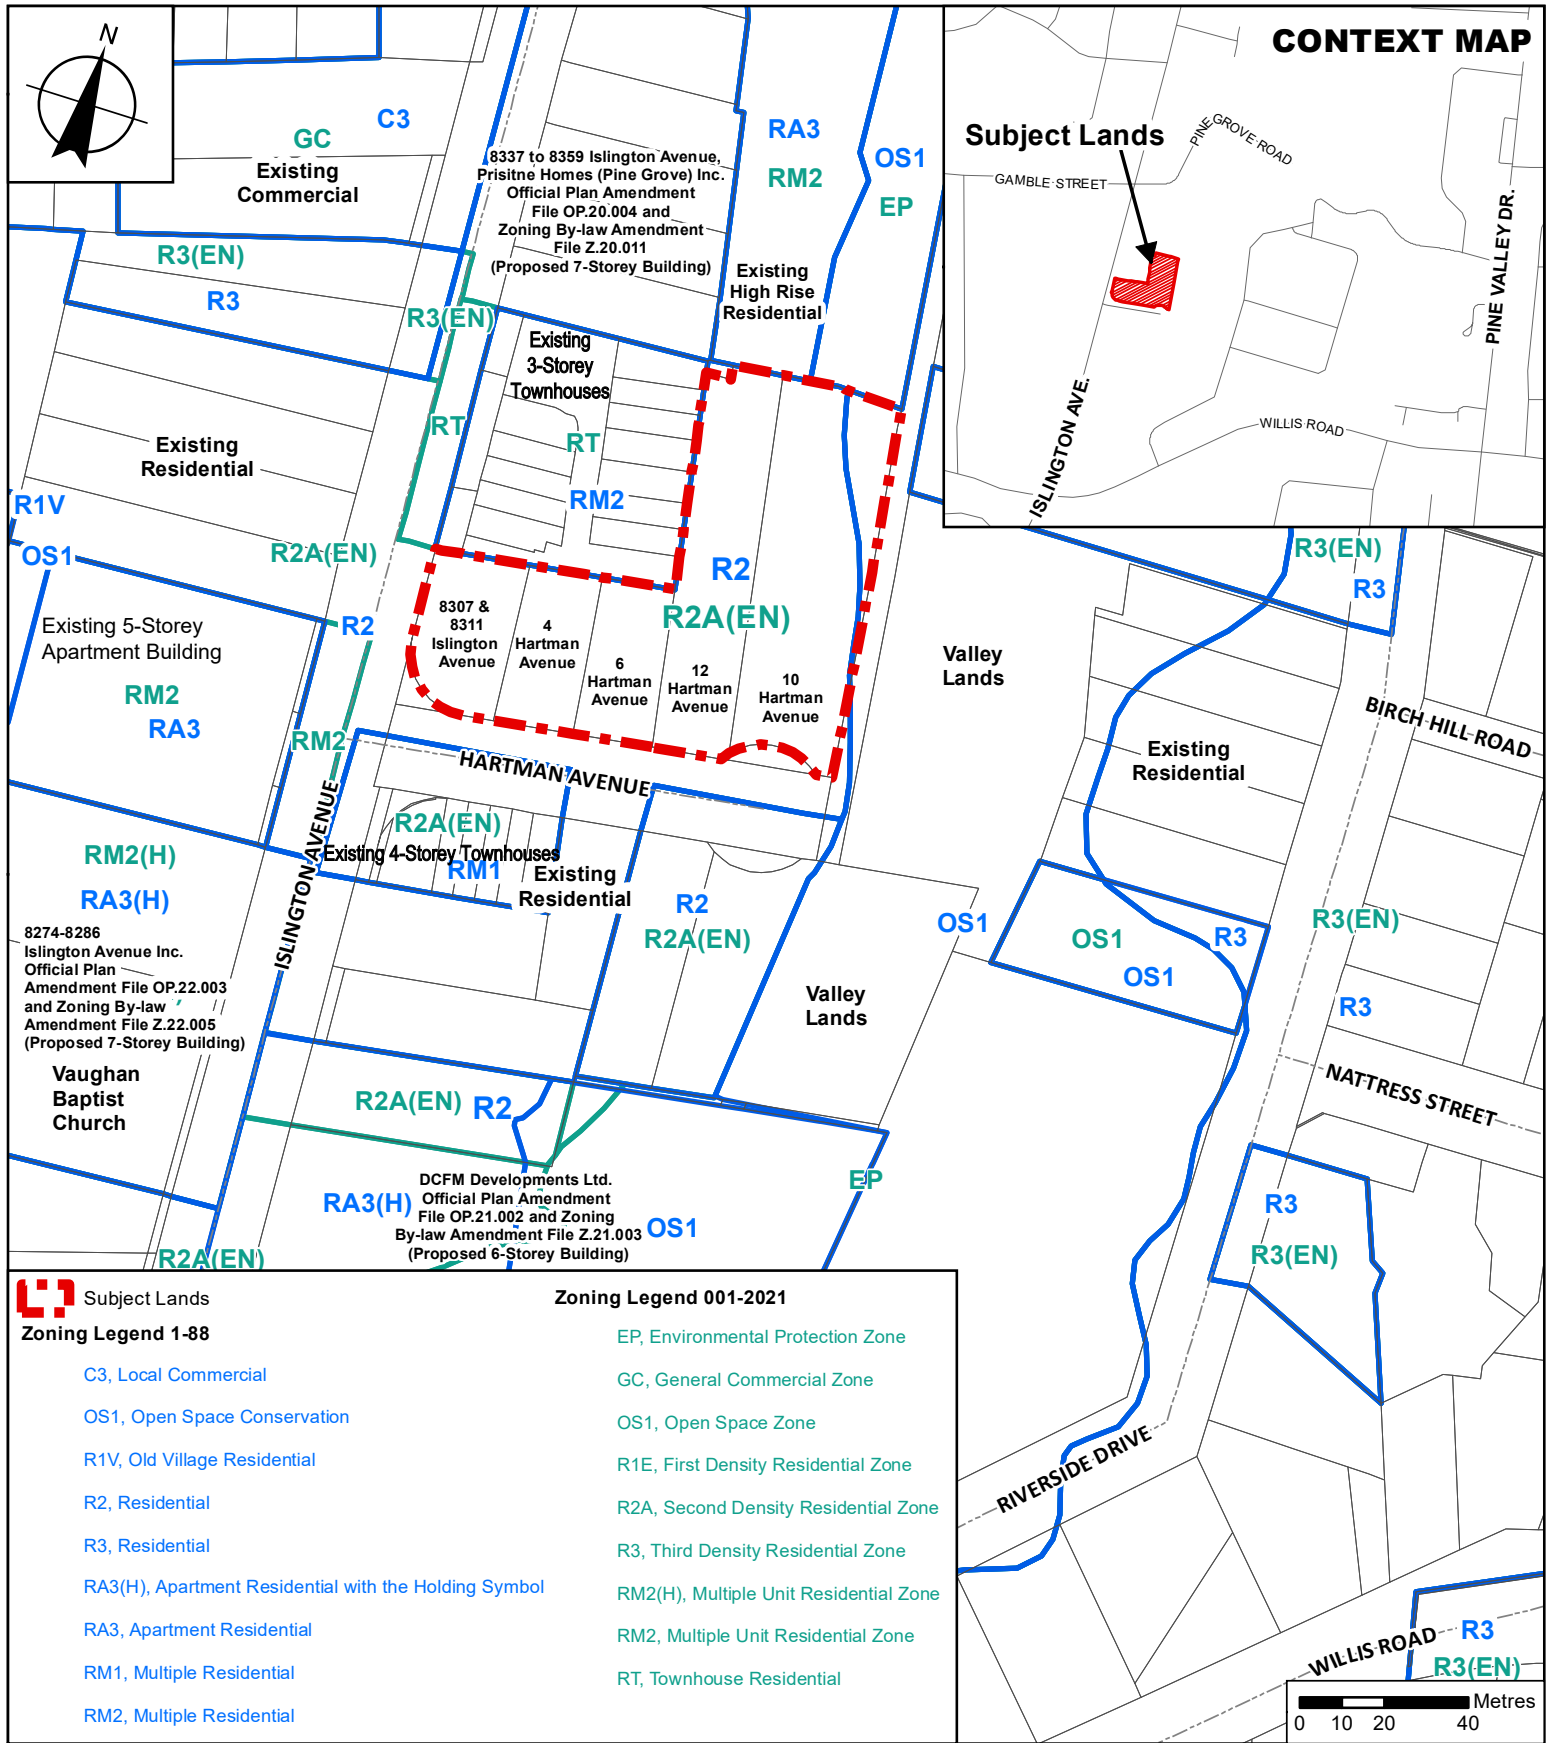 N
CONTEXT MAP
Subject Lands
PINE GROVE ROAD
GAMBLE STREET
PINE VALLEY DR.
ISLINGTON AVE.
WILLIS ROAD
C3
GC
Existing
Commercial
8337 to 8359 Islington Avenue,
Prisitne Homes (Pine Grove) Inc.
Official Plan Amendment
File OP.20.004 and
Zoning By-law Amendment
File Z.20.011
(Proposed 7-Storey Building)
RA3
RM2
OS1
EP
Existing
High Rise
Residential
R3(EN)
R3
R3(EN)
Existing
3-Storey
Townhouses
RT
RT
RM2
Existing
Residential
R1V
OS1
R2A(EN)
R2
Existing 5-Storey
Apartment Building
RM2
RA3
RM2
R2
R2A(EN)
8307 &
8311
Islington
Avenue
4
Hartman
Avenue
6
Hartman
Avenue
12
Hartman
Avenue
10
Hartman
Avenue
Valley
Lands
R3(EN)
R3
BIRCH HILL ROAD
Existing
Residential
HARTMAN AVENUE
ISLINGTON AVENUE
R2A(EN)
Existing 4-Storey Townhouses
RM1
Existing
Residential
R2
R2A(EN)
RM2(H)
RA3(H)
8274-8286
Islington Avenue Inc.
Official Plan
Amendment File OP.22.003
and Zoning By-law
Amendment File Z.22.005
(Proposed 7-Storey Building)
Vaughan
Baptist
Church
OS1
OS1
OS1
R3
R3(EN)
R3
Valley
Lands
NATTRESS STREET
R2A(EN)
R2
RA3(H)
DCFM Developments Ltd.
Official Plan Amendment
File OP.21.002 and Zoning
By-law Amendment File Z.21.003
(Proposed 6-Storey Building)
OS1
EP
R2A(EN)
R3
R3(EN)
RIVERSIDE DRIVE
WILLIS ROAD
R3
R3(EN)
Subject Lands
Zoning Legend 1-88
C3, Local Commercial
OS1, Open Space Conservation
R1V, Old Village Residential
R2, Residential
R3, Residential
RA3(H), Apartment Residential with the Holding Symbol
RA3, Apartment Residential
RM1, Multiple Residential
RM2, Multiple Residential
Zoning Legend 001-2021
EP, Environmental Protection Zone
GC, General Commercial Zone
OS1, Open Space Zone
R1E, First Density Residential Zone
R2A, Second Density Residential Zone
R3, Third Density Residential Zone
RM2(H), Multiple Unit Residential Zone
RM2, Multiple Unit Residential Zone
RT, Townhouse Residential
Metres
0 10 20 40